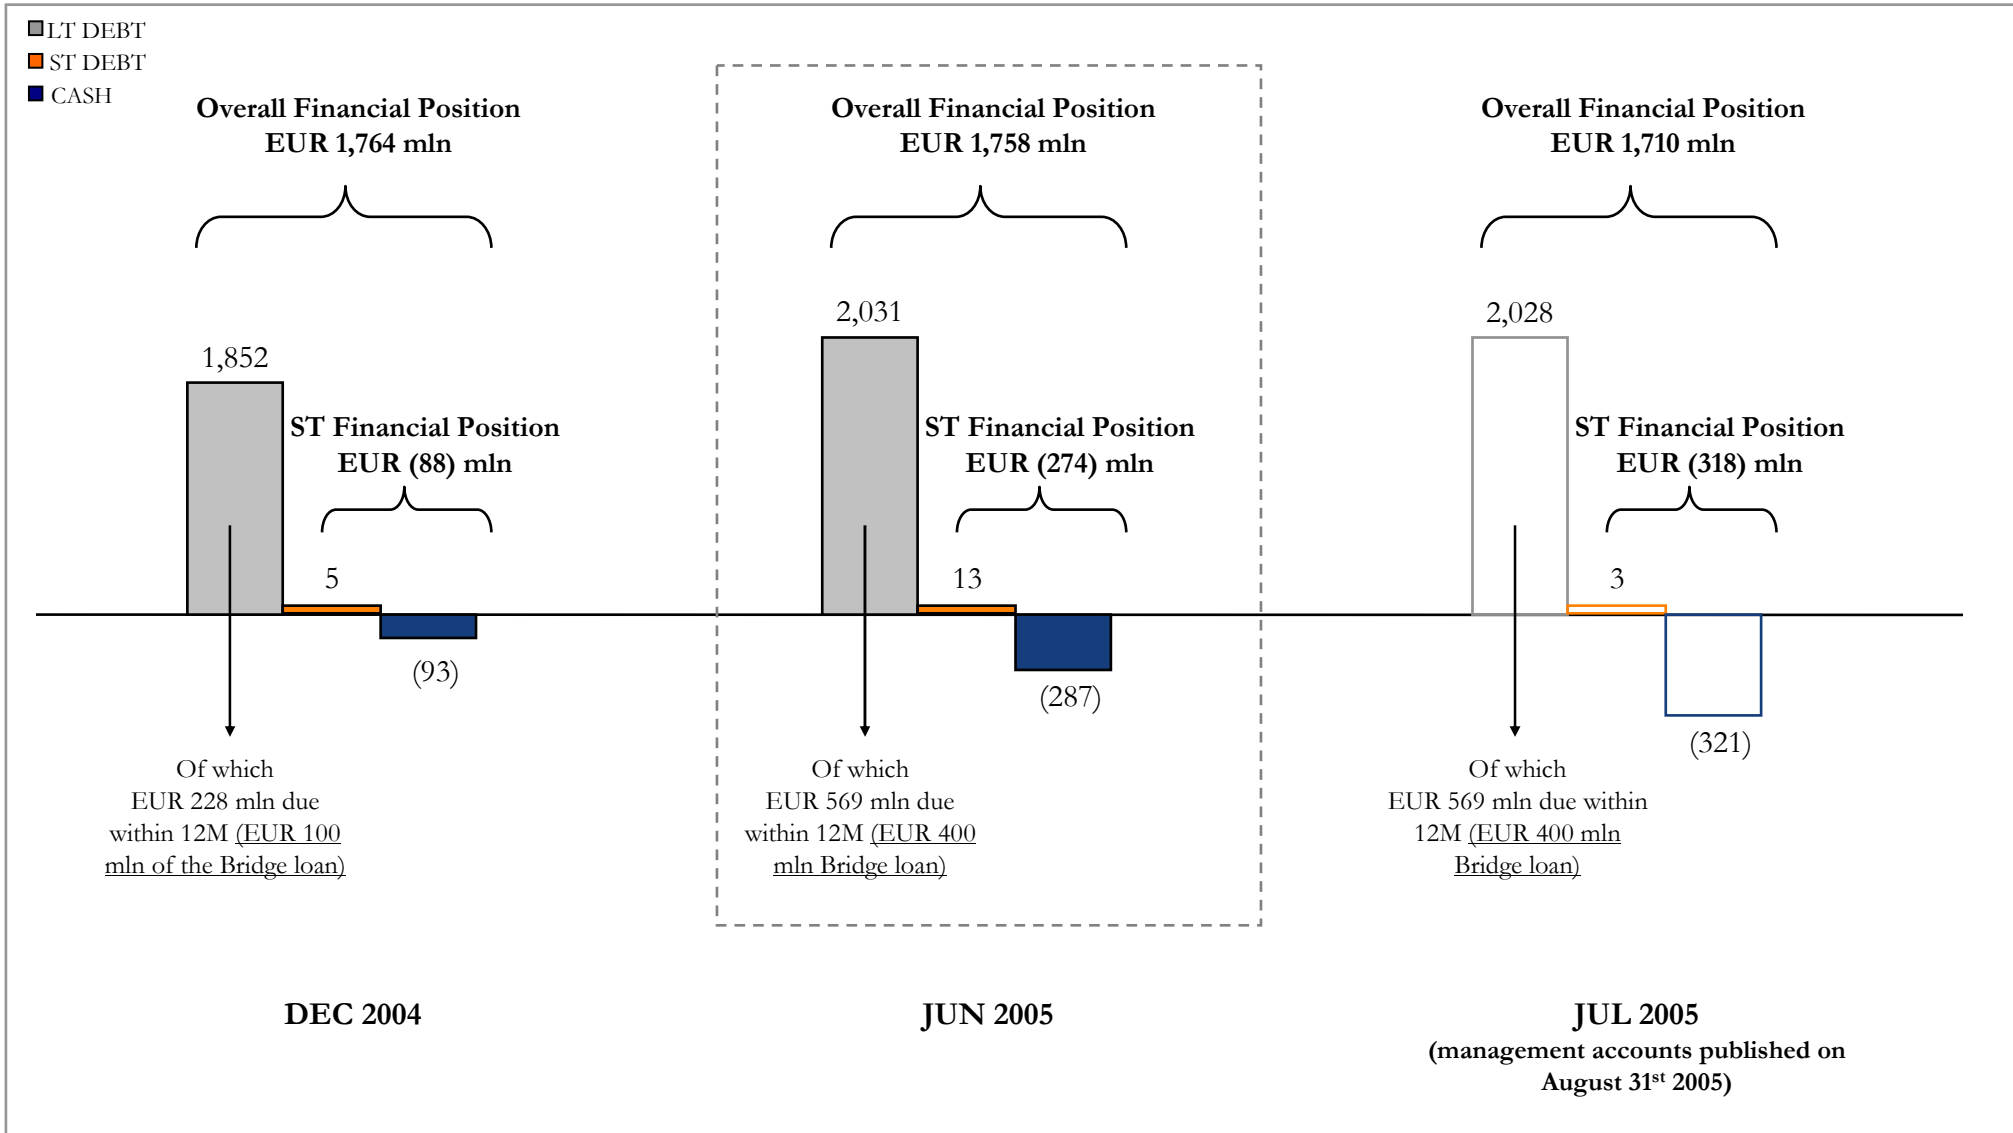 LT DEBT
ST DEBT
CASH
Overall Financial Position
EUR 1,764 mln
1,852
ST Financial Position
EUR (88) mln
5
(93)
Of which
EUR 228 mln due
within 12M (EUR 100
mln of the Bridge loan)
DEC 2004
Overall Financial Position
EUR 1,758 mln
2,031
ST Financial Position
EUR (274) mln
13
(287)
Of which
EUR 569 mln due
within 12M (EUR 400
mln Bridge loan)
JUN 2005
Overall Financial Position
EUR 1,710 mln
2,028
ST Financial Position
EUR (318) mln
3
(321)
Of which
EUR 569 mln due within
12M (EUR 400 mln
Bridge loan)
JUL 2005
(management accounts published on
August 31st 2005)